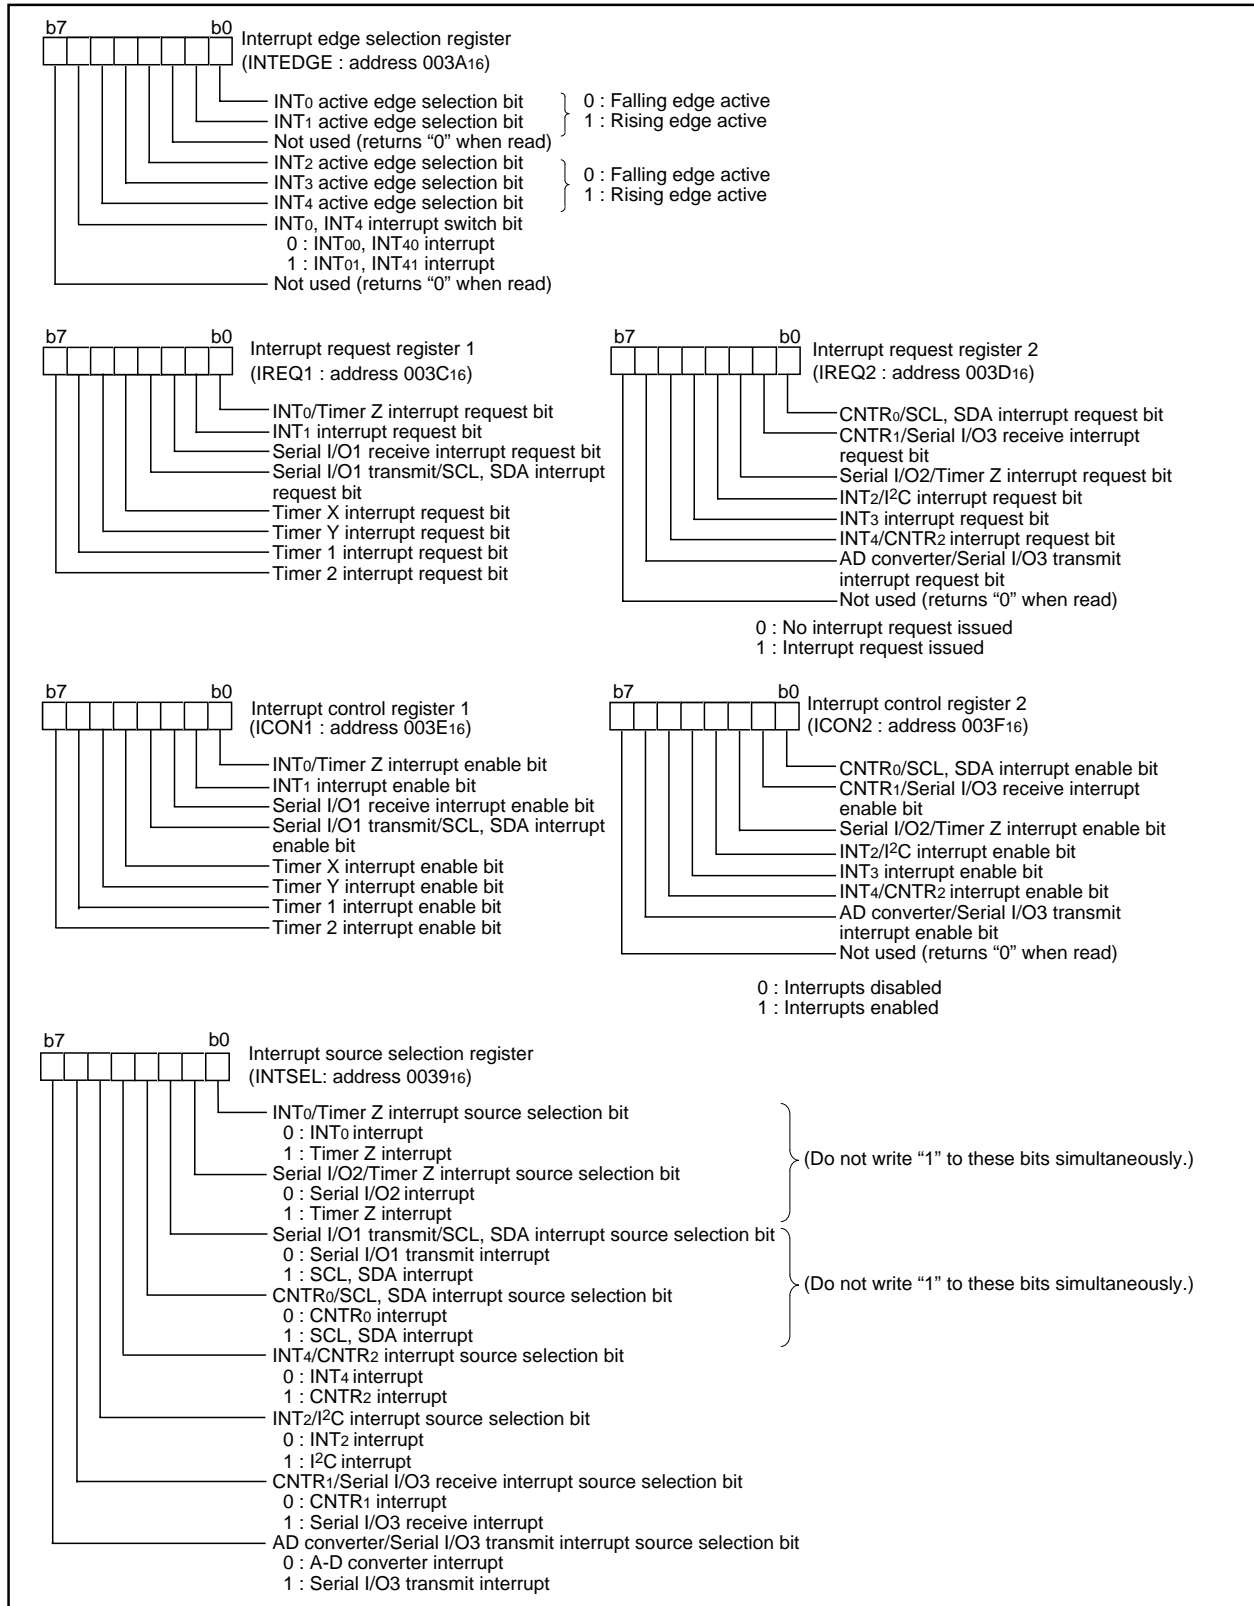 b7 b0
Interrupt edge selection register
(INTEDGE : address 003A16)
INT0 active edge selection bit
INT1 active edge selection bit
0 : Falling edge active
1 : Rising edge active
Not used (returns “0” when read)
INT2 active edge selection bit
INT3 active edge selection bit
INT4 active edge selection bit
0 : Falling edge active
1 : Rising edge active
INT0, INT4 interrupt switch bit
0 : INT00, INT40 interrupt
1 : INT01, INT41 interrupt
Not used (returns “0” when read)
b7 b0
Interrupt request register 1
(IREQ1 : address 003C16)
INT0/Timer Z interrupt request bit
INT1 interrupt request bit
Serial I/O1 receive interrupt request bit
Serial I/O1 transmit/SCL, SDA interrupt
request bit
Timer X interrupt request bit
Timer Y interrupt request bit
Timer 1 interrupt request bit
Timer 2 interrupt request bit
b7 b0
Interrupt request register 2
(IREQ2 : address 003D16)
CNTR0/SCL, SDA interrupt request bit
CNTR1/Serial I/O3 receive interrupt
request bit
Serial I/O2/Timer Z interrupt request bit
INT2/I2C interrupt request bit
INT3 interrupt request bit
INT4/CNTR2 interrupt request bit
AD converter/Serial I/O3 transmit
interrupt request bit
Not used (returns “0” when read)
0 : No interrupt request issued
1 : Interrupt request issued
b7 b0
Interrupt control register 1
(ICON1 : address 003E16)
INT0/Timer Z interrupt enable bit
INT1 interrupt enable bit
Serial I/O1 receive interrupt enable bit
Serial I/O1 transmit/SCL, SDA interrupt
enable bit
Timer X interrupt enable bit
Timer Y interrupt enable bit
Timer 1 interrupt enable bit
Timer 2 interrupt enable bit
b7 b0
Interrupt control register 2
(ICON2 : address 003F16)
CNTR0/SCL, SDA interrupt enable bit
CNTR1/Serial I/O3 receive interrupt
enable bit
Serial I/O2/Timer Z interrupt enable bit
INT2/I2C interrupt enable bit
INT3 interrupt enable bit
INT4/CNTR2 interrupt enable bit
AD converter/Serial I/O3 transmit
interrupt enable bit
Not used (returns “0” when read)
0 : Interrupts disabled
1 : Interrupts enabled
b7 b0
Interrupt source selection register
(INTSEL: address 003916)
INT0/Timer Z interrupt source selection bit
0 : INT0 interrupt
1 : Timer Z interrupt
Serial I/O2/Timer Z interrupt source selection bit
0 : Serial I/O2 interrupt
1 : Timer Z interrupt
(Do not write “1” to these bits simultaneously.)
Serial I/O1 transmit/SCL, SDA interrupt source selection bit
0 : Serial I/O1 transmit interrupt
1 : SCL, SDA interrupt
CNTR0/SCL, SDA interrupt source selection bit
0 : CNTR0 interrupt
1 : SCL, SDA interrupt
(Do not write “1” to these bits simultaneously.)
INT4/CNTR2 interrupt source selection bit
0 : INT4 interrupt
1 : CNTR2 interrupt
INT2/I2C interrupt source selection bit
0 : INT2 interrupt
1 : I2C interrupt
CNTR1/Serial I/O3 receive interrupt source selection bit
0 : CNTR1 interrupt
1 : Serial I/O3 receive interrupt
AD converter/Serial I/O3 transmit interrupt source selection bit
0 : A-D converter interrupt
1 : Serial I/O3 transmit interrupt